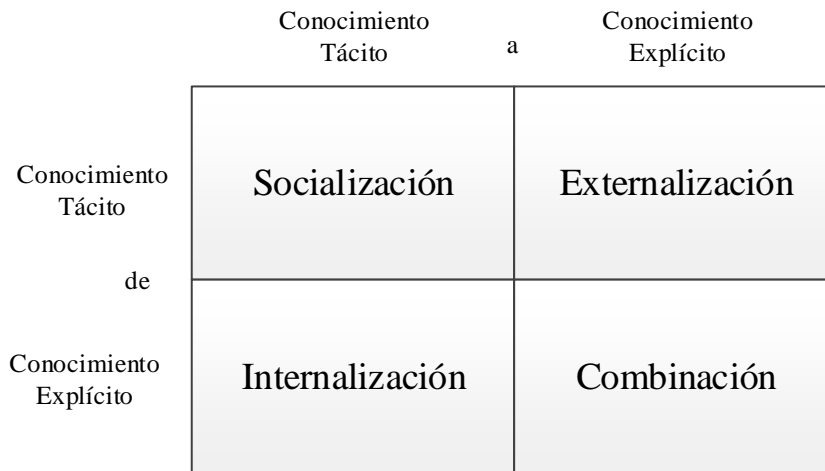 Conocimiento
Tácito
a
Conocimiento
Explícito
Conocimiento
Tácito
Socialización
Externalización
de
Conocimiento
Explícito
Internalización
Combinación